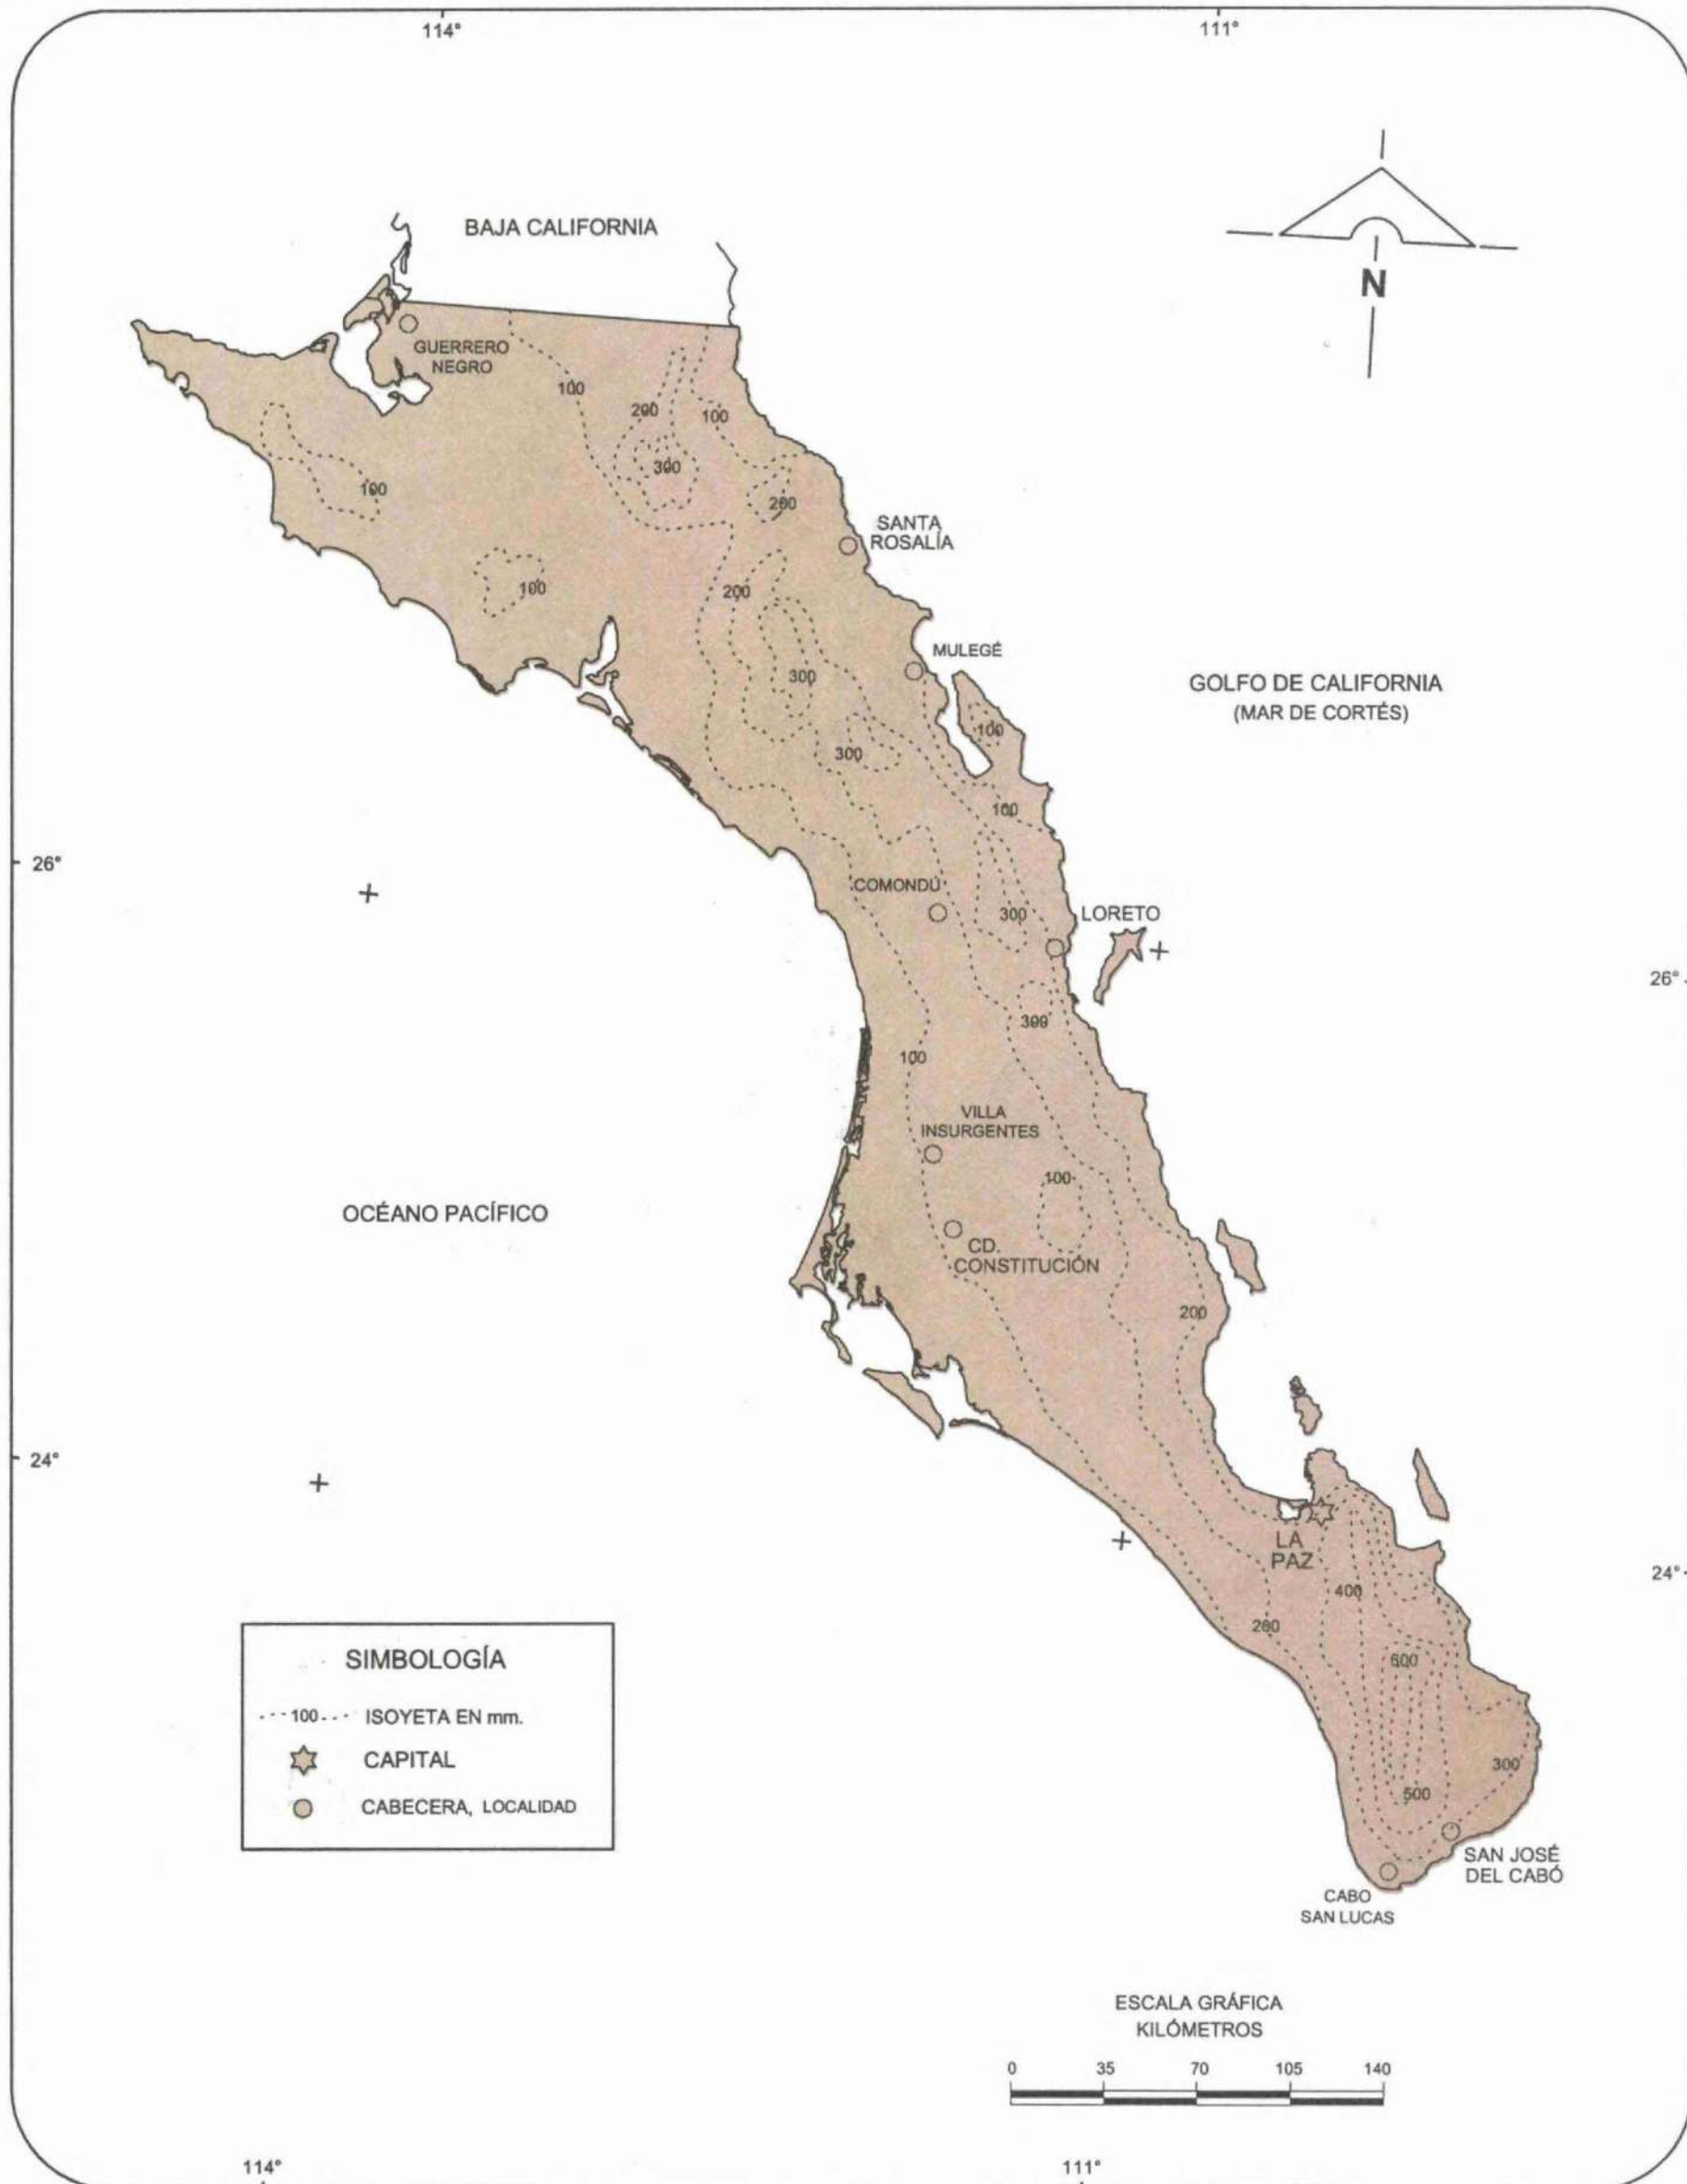 114°
111°
BAJA CALIFORNIA
N
GUERRERO
NEGRO
100
200
100
300
100
200
SANTA
ROSALÍA
100
200
MULEGÉ
300
GOLFO DE CALIFORNIA
(MAR DE CORTÉS)
100
300
100
26°
COMONDÚ
300
LORETO
26°
300
100
VILLA
INSURGENTES
100
OCÉANO PACÍFICO
CD.
CONSTITUCIÓN
200
24°
LA
PAZ
24°
400
200
600
300
500
SAN JOSÉ
DEL CABÓ
CABO
SAN LUCAS
SIMBOLOGÍA
100 ISOYETA EN mm.
CAPITAL
CABECERA, LOCALIDAD
ESCALA GRÁFICA
KILÓMETROS
0 35 70 105 140
114°
111°